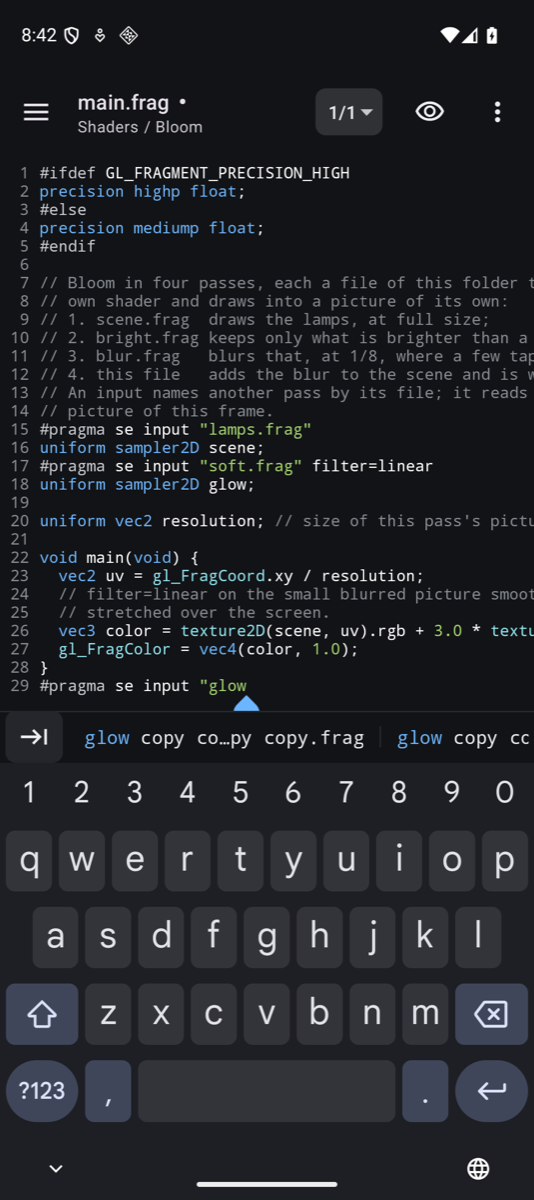 8:42
main.frag •
Shaders / Bloom
1/1
1 #ifdef GL_FRAGMENT_PRECISION_HIGH
2 precision highp float;
3 #else
4 precision mediump float;
5 #endif
6
7 // Bloom in four passes, each a file of this folder t
8 // own shader and draws into a picture of its own:
9 // 1. scene.frag  draws the lamps, at full size;
10 // 2. bright.frag keeps only what is brighter than a
11 // 3. blur.frag   blurs that, at 1/8, where a few tap
12 // 4. this file   adds the blur to the scene and is w
13 // An input names another pass by its file; it reads
14 // picture of this frame.
15 #pragma se input "lamps.frag"
16 uniform sampler2D scene;
17 #pragma se input "soft.frag" filter=linear
18 uniform sampler2D glow;
19
20 uniform vec2 resolution; // size of this pass's pictu
21
22 void main(void) {
23   vec2 uv = gl_FragCoord.xy / resolution;
24   // filter=linear on the small blurred picture smoot
25   // stretched over the screen.
26   vec3 color = texture2D(scene, uv).rgb + 3.0 * textu
27   gl_FragColor = vec4(color, 1.0);
28 }
29 #pragma se input "glow
glow copy co…py copy.frag glow copy cc
1 2 3 4 5 6 7 8 9 0
q w e r t y u i o p
a s d f g h j k l
z x c v b n m
?123 , .